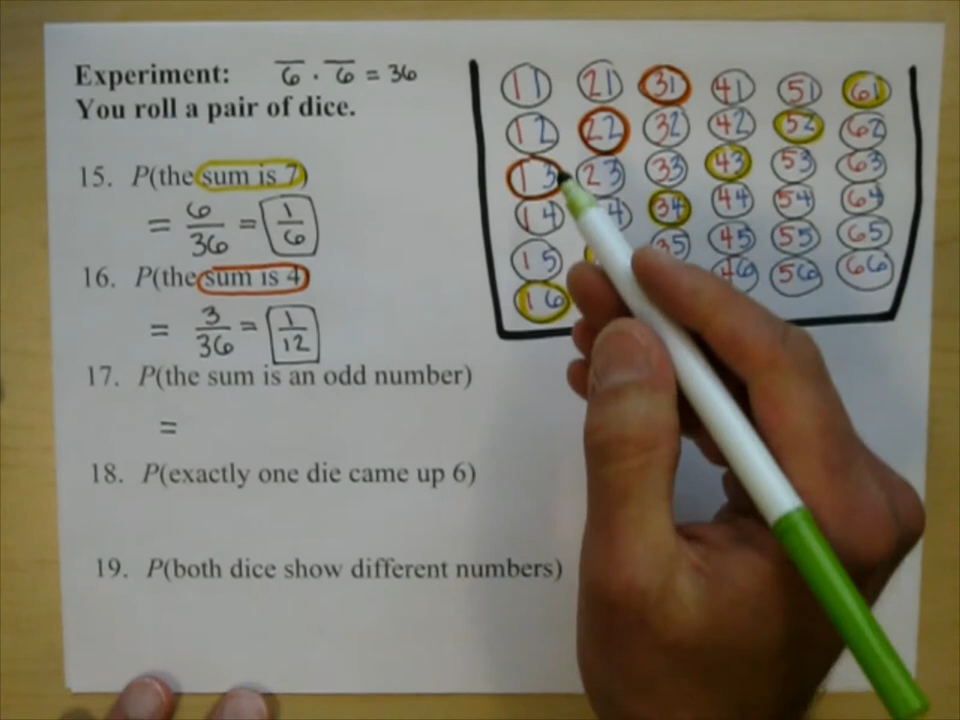 Experiment: 6 · 6 = 36
You roll a pair of dice.
15. P(the sum is 7)
= 6/36 = 1/6
16. P(the sum is 4)
= 3/36 = 1/12
17. P(the sum is an odd number)
=
18. P(exactly one die came up 6)
19. P(both dice show different numbers)
11 21 31 41 51 61
12 22 32 42 52 62
13 23 33 43 53 63
14 4 34 44 54 64
15 35 45 55 65
16 46 56 66